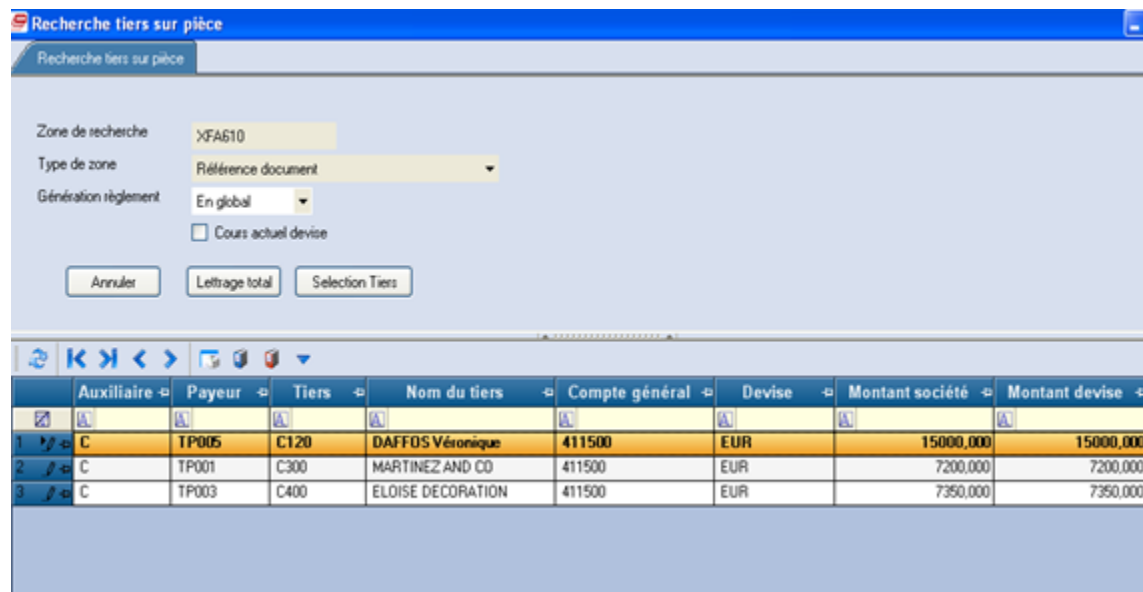 Recherche tiers sur pièce
Recherche tiers sur pièce
Zone de recherche XFA610
Type de zone Référence document
Génération règlement En global
Cours actuel devise
Annuler Lettrage total Selection Tiers
Auxiliaire Payeur Tiers Nom du tiers Compte général Devise Montant société Montant devise
1 C TP005 C120 DAFFOS Véronique 411500 EUR 15000,000 15000,000
2 C TP001 C300 MARTINEZ AND CO 411500 EUR 7200,000 7200,000
3 C TP003 C400 ELOISE DECORATION 411500 EUR 7350,000 7350,000